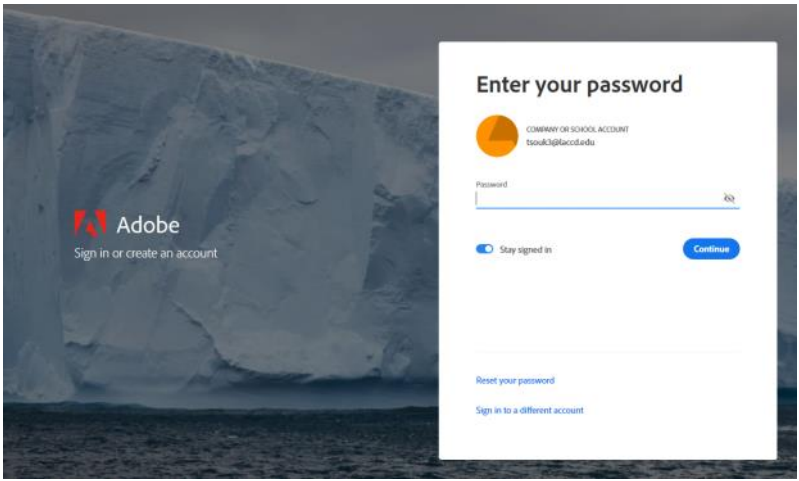 Adobe
Sign in or create an account
Enter your password
COMPANY OR SCHOOL ACCOUNT
tsouk3@laccd.edu
Password
Stay signed in
Continue
Reset your password
Sign in to a different account